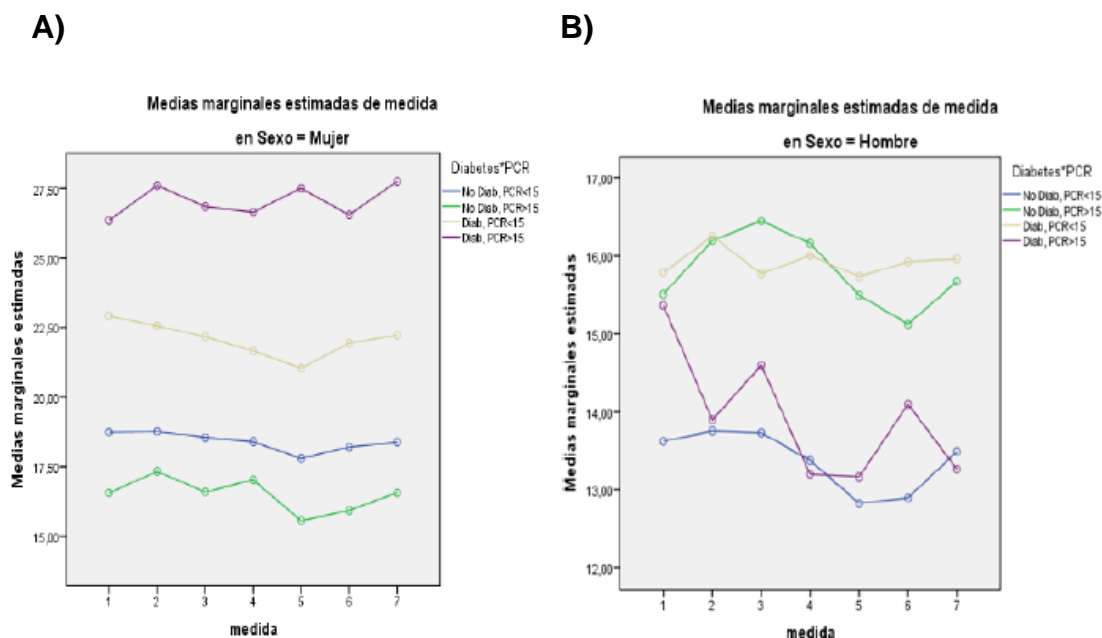 A)
B)
Medias marginales estimadas de medida
en Sexo = Mujer
Diabetes*PCR
No Diab, PCR<15
No Diab, PCR>15
Diab, PCR<15
Diab, PCR>15
27,50
25,00
22,50
20,00
17,50
15,00
Medias marginales estimadas
1 2 3 4 5 6 7
medida
Medias marginales estimadas de medida
en Sexo = Hombre
Diabetes*PCR
No Diab, PCR<15
No Diab, PCR>15
Diab, PCR<15
Diab, PCR>15
17,00
16,00
15,00
14,00
13,00
12,00
Medias marginales estimadas
1 2 3 4 5 6 7
medida